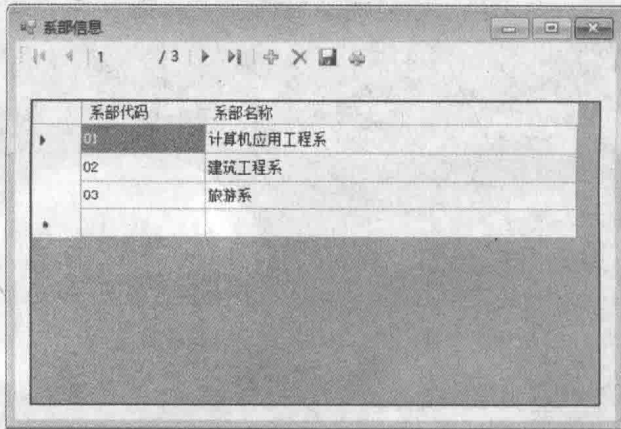 系部信息
1 / 3
系部代码 系部名称
01 计算机应用工程系
02 建筑工程系
03 旅游系